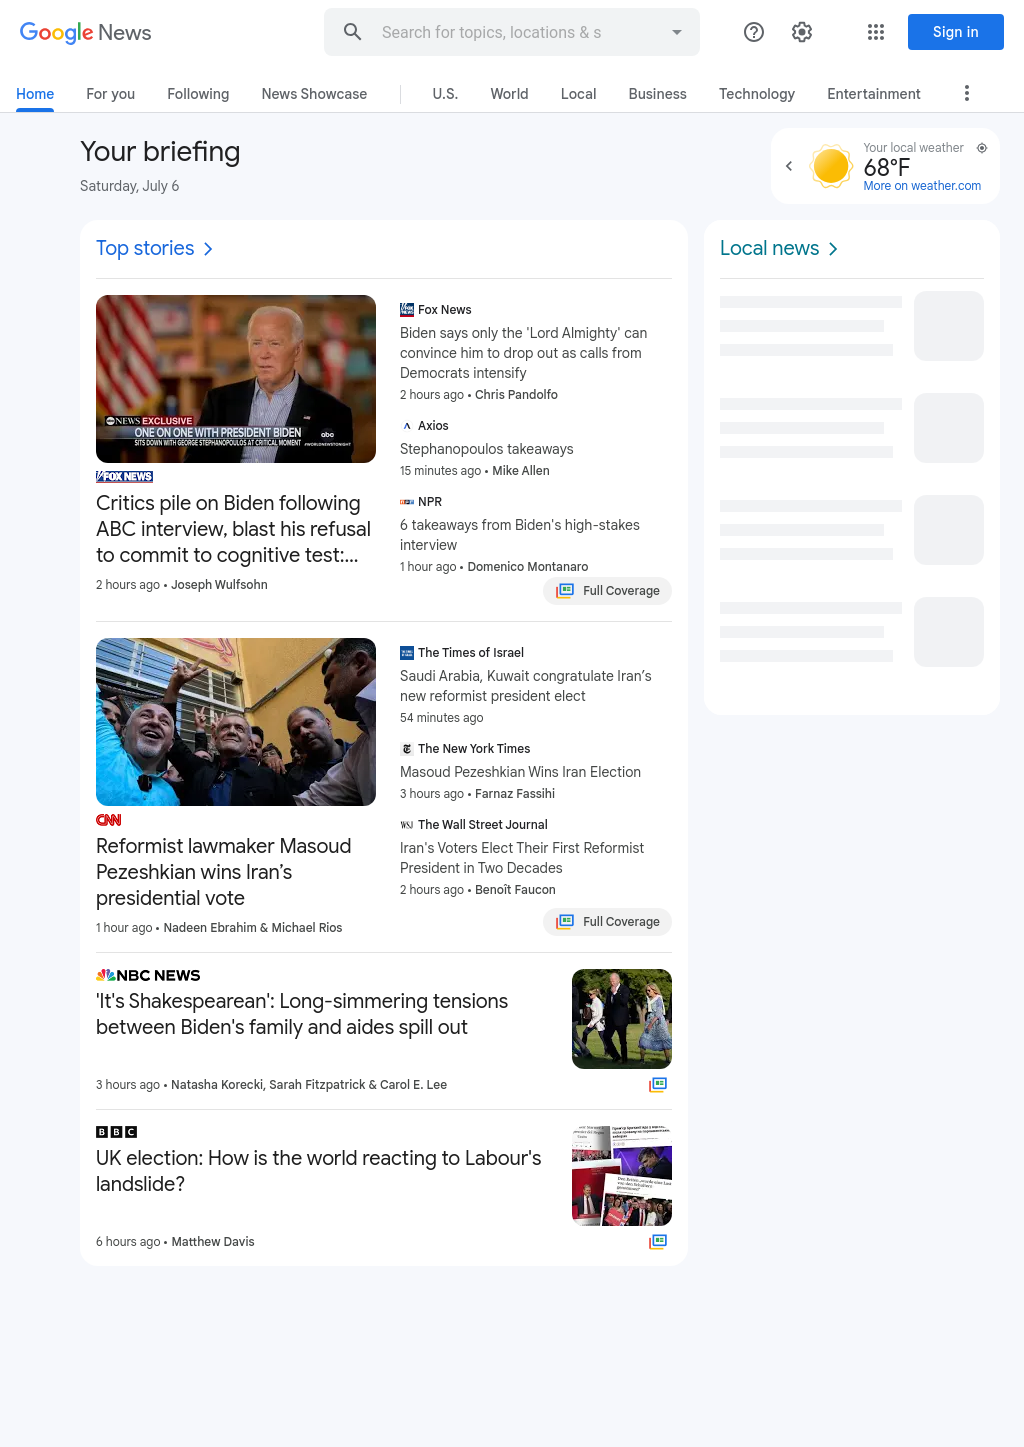 Google News
Search for topics, locations & s
Sign in
Home
For you
Following
News Showcase
U.S.
World
Local
Business
Technology
Entertainment
Your briefing
Saturday, July 6
Your local weather
68°F
More on weather.com
Top stories
abc NEWS EXCLUSIVE
ONE ON ONE WITH PRESIDENT BIDEN
SITS DOWN WITH GEORGE STEPHANOPOULOS AT CRITICAL MOMENT
abc
#WORLDNEWSTONIGHT
FOX NEWS
Critics pile on Biden following
ABC interview, blast his refusal
to commit to cognitive test:...
2 hours ago • Joseph Wulfsohn
Fox News
Biden says only the 'Lord Almighty' can
convince him to drop out as calls from
Democrats intensify
2 hours ago • Chris Pandolfo
Axios
Stephanopoulos takeaways
15 minutes ago • Mike Allen
NPR
6 takeaways from Biden's high-stakes
interview
1 hour ago • Domenico Montanaro
Full Coverage
CNN
Reformist lawmaker Masoud
Pezeshkian wins Iran’s
presidential vote
1 hour ago • Nadeen Ebrahim & Michael Rios
The Times of Israel
Saudi Arabia, Kuwait congratulate Iran’s
new reformist president elect
54 minutes ago
The New York Times
Masoud Pezeshkian Wins Iran Election
3 hours ago • Farnaz Fassihi
WSJ The Wall Street Journal
Iran's Voters Elect Their First Reformist
President in Two Decades
2 hours ago • Benoît Faucon
Full Coverage
NBC NEWS
'It's Shakespearean': Long-simmering tensions
between Biden's family and aides spill out
3 hours ago • Natasha Korecki, Sarah Fitzpatrick & Carol E. Lee
BBC
UK election: How is the world reacting to Labour's
landslide?
6 hours ago • Matthew Davis
Local news